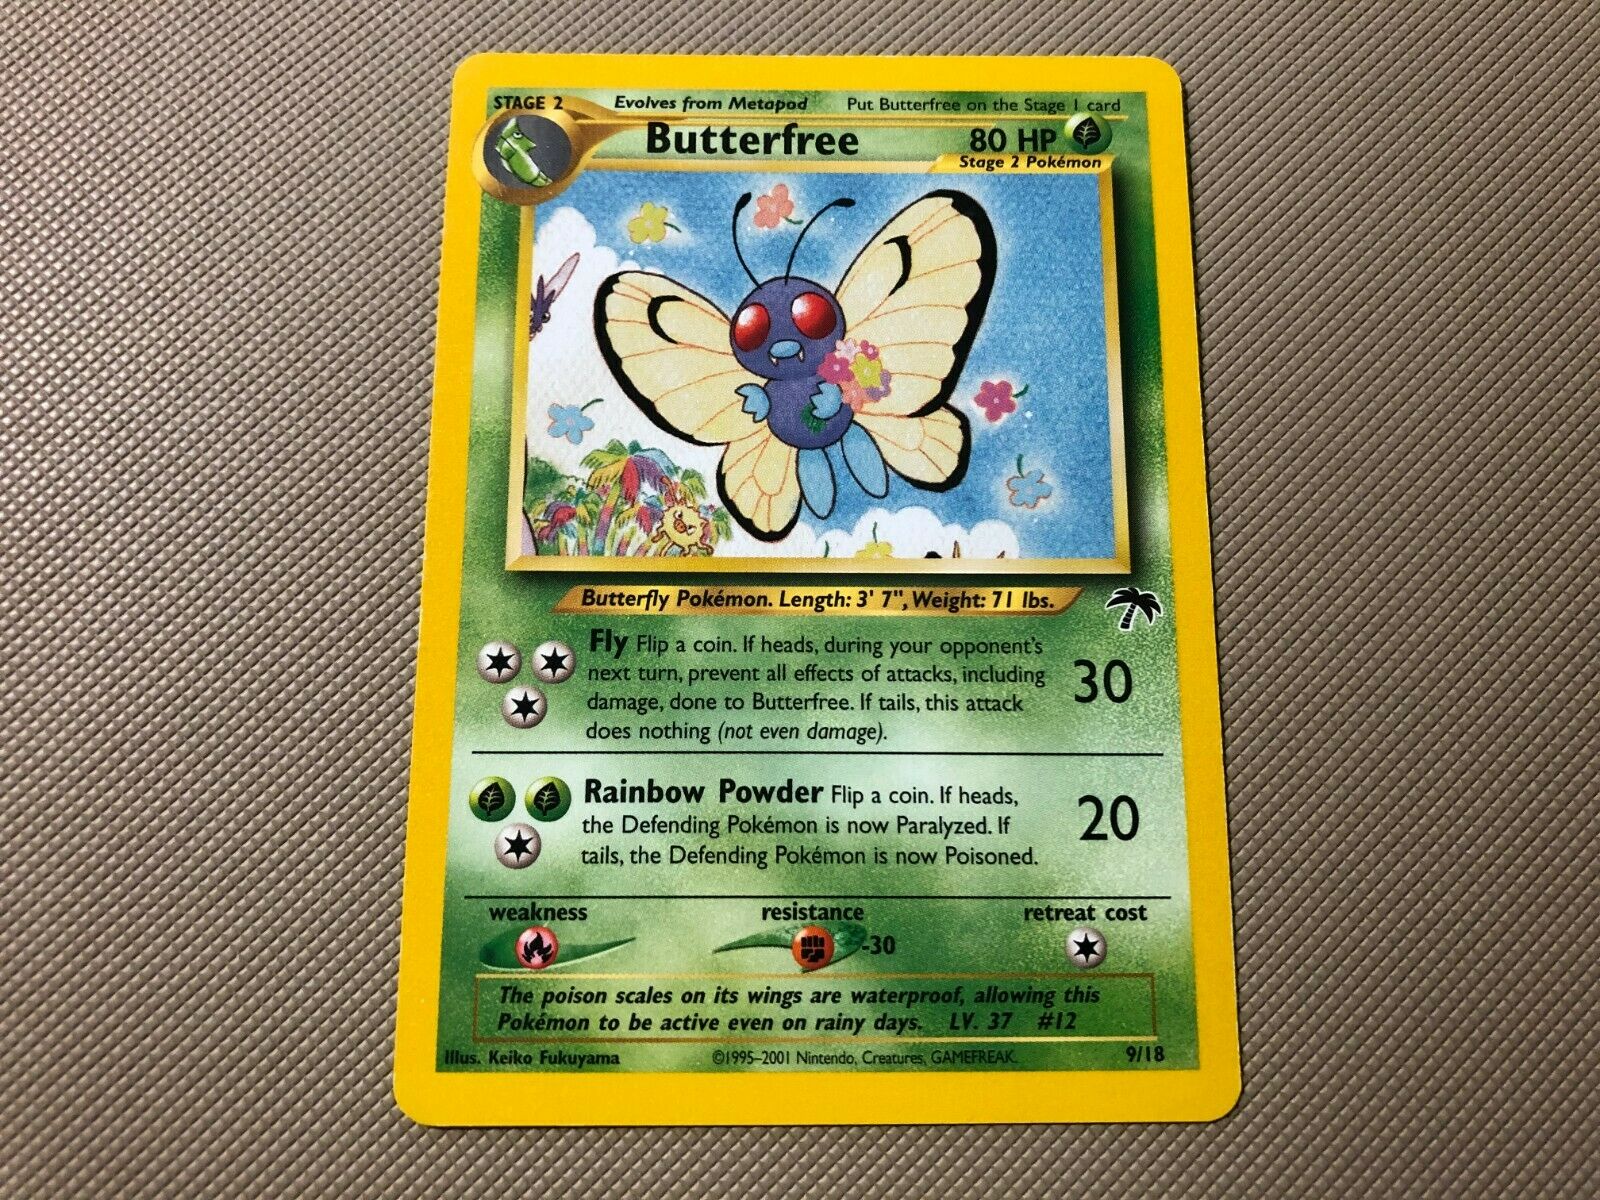 STAGE 2 Evolves from Metapod Put Butterfree on the Stage 1 card
Butterfree 80 HP
Stage 2 Pokémon
Butterfly Pokémon. Length: 3' 7", Weight: 71 lbs.
Fly Flip a coin. If heads, during your opponent's
next turn, prevent all effects of attacks, including
damage, done to Butterfree. If tails, this attack
does nothing (not even damage).
30
Rainbow Powder Flip a coin. If heads,
the Defending Pokémon is now Paralyzed. If
tails, the Defending Pokémon is now Poisoned.
20
weakness resistance retreat cost
-30
The poison scales on its wings are waterproof, allowing this
Pokémon to be active even on rainy days. LV. 37 #12
Illus. Keiko Fukuyama ©1995–2001 Nintendo, Creatures, GAMEFREAK. 9/18